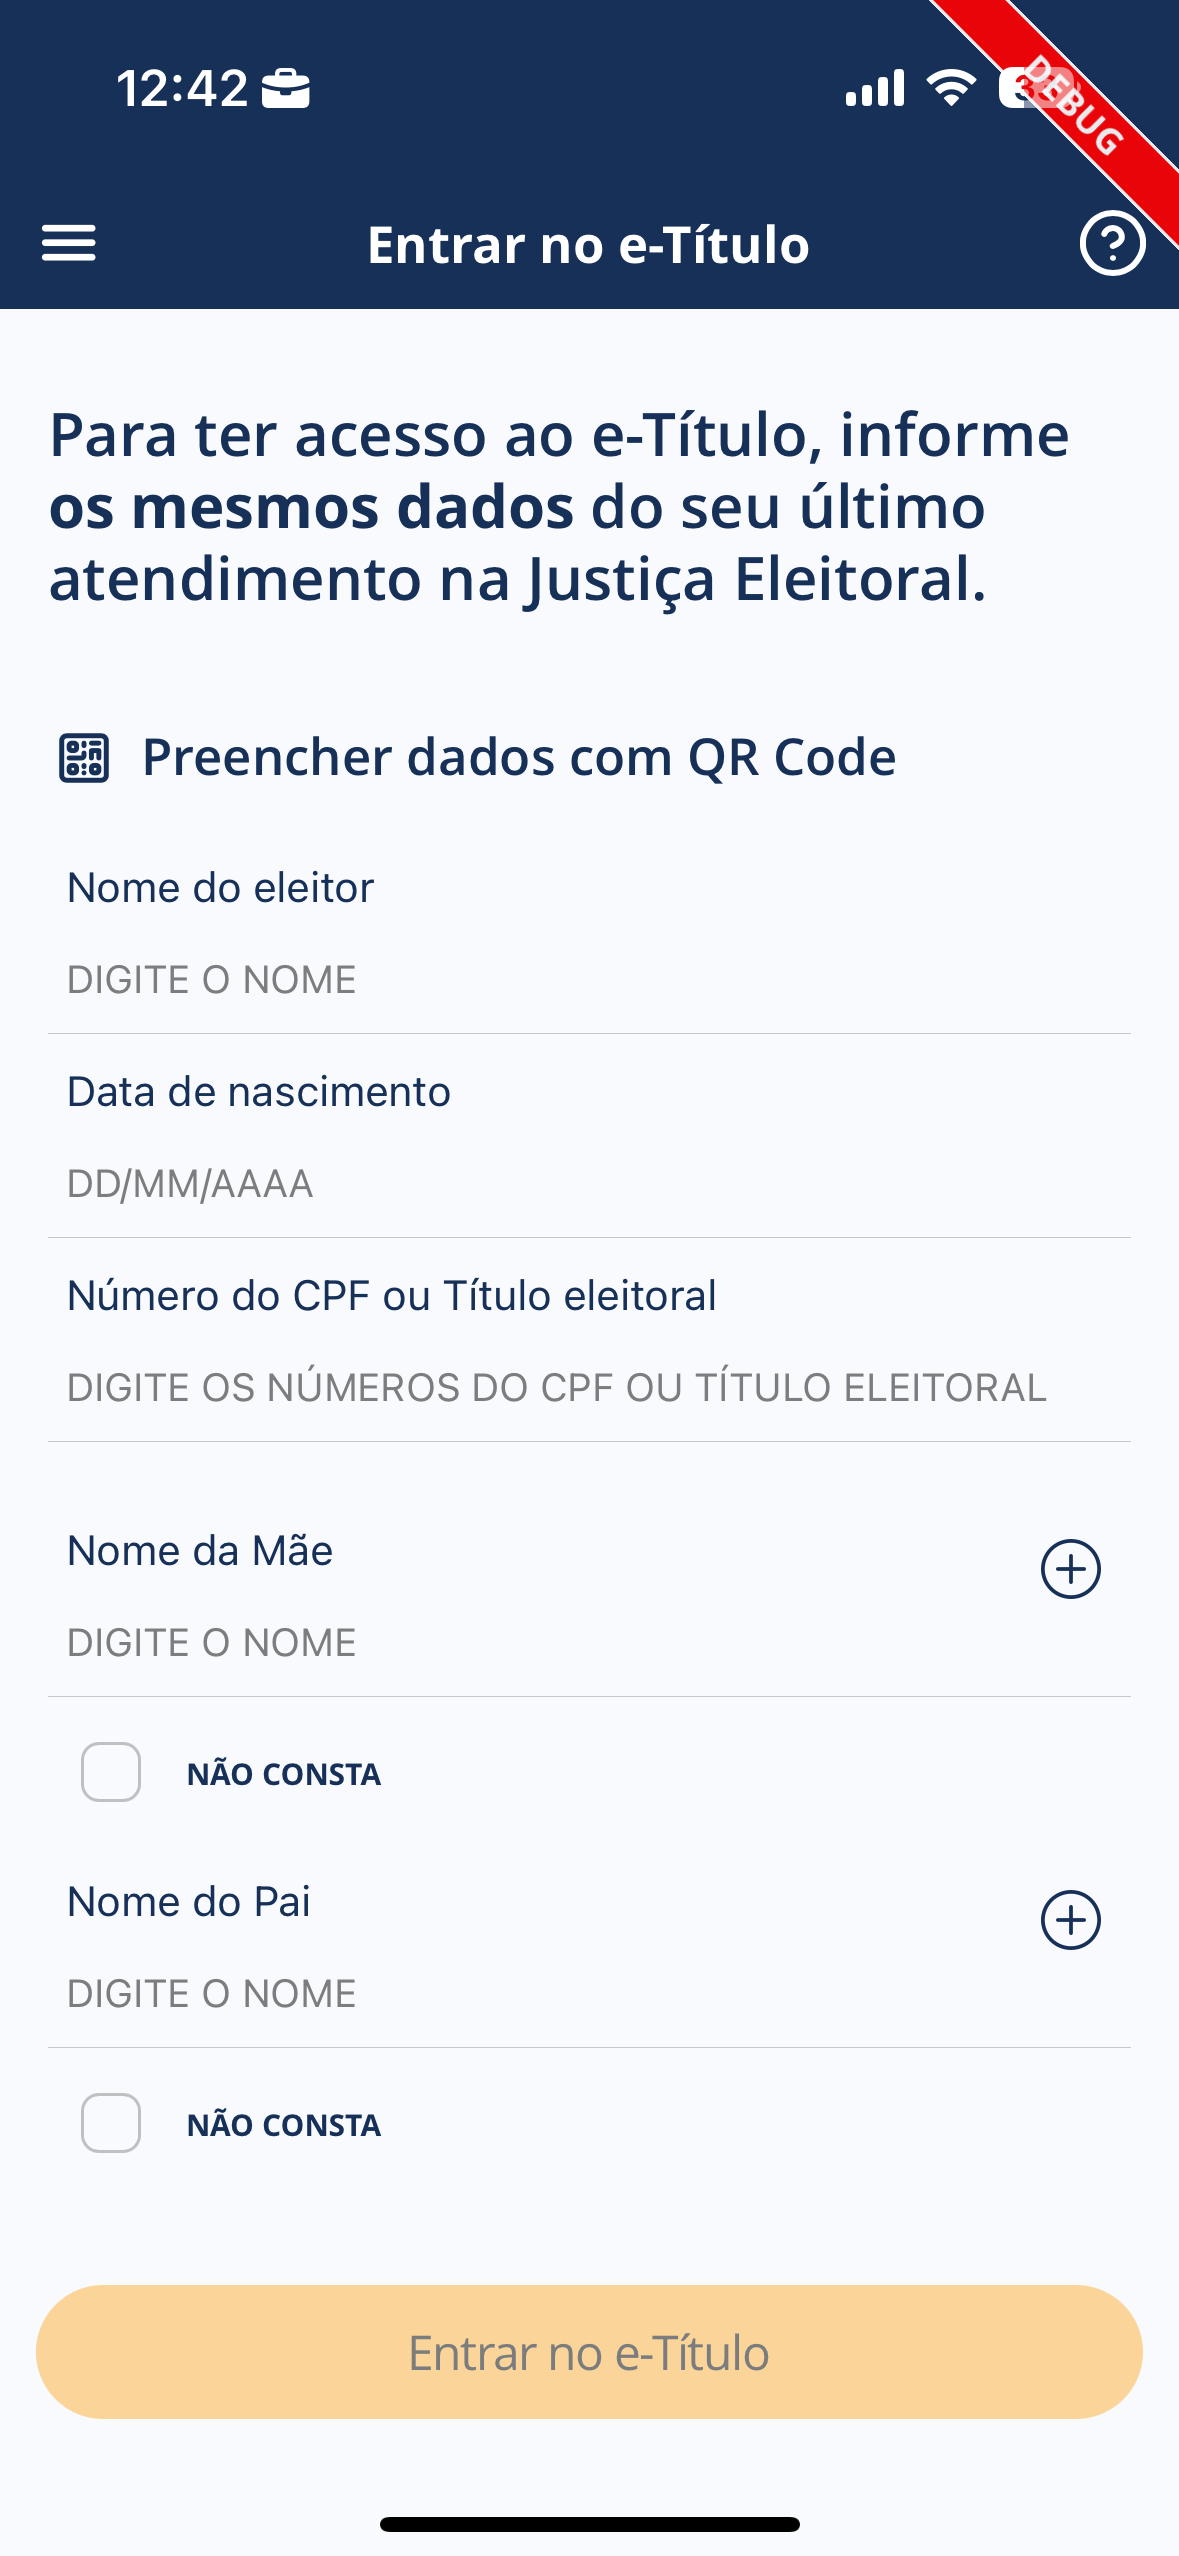 12:42
DEBUG
Entrar no e-Título
Para ter acesso ao e-Título, informe
os mesmos dados do seu último
atendimento na Justiça Eleitoral.
Preencher dados com QR Code
Nome do eleitor
DIGITE O NOME
Data de nascimento
DD/MM/AAAA
Número do CPF ou Título eleitoral
DIGITE OS NÚMEROS DO CPF OU TÍTULO ELEITORAL
Nome da Mãe
DIGITE O NOME
NÃO CONSTA
Nome do Pai
DIGITE O NOME
NÃO CONSTA
Entrar no e-Título